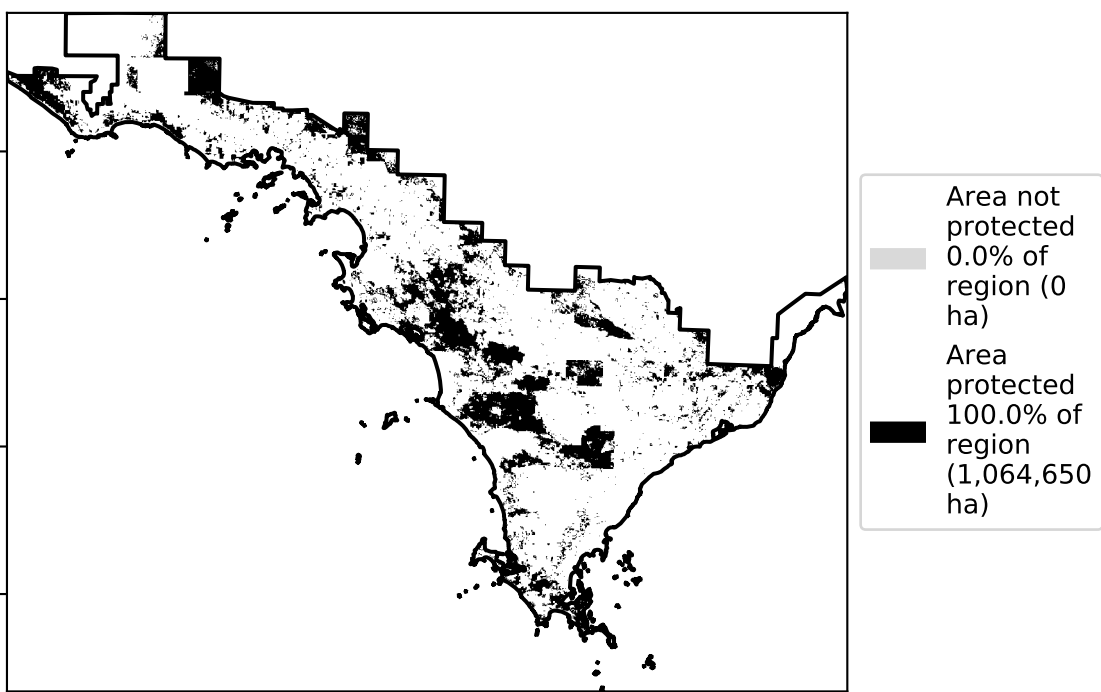 Area not
protected
0.0% of
region (0
ha)
Area
protected
100.0% of
region
(1,064,650
ha)